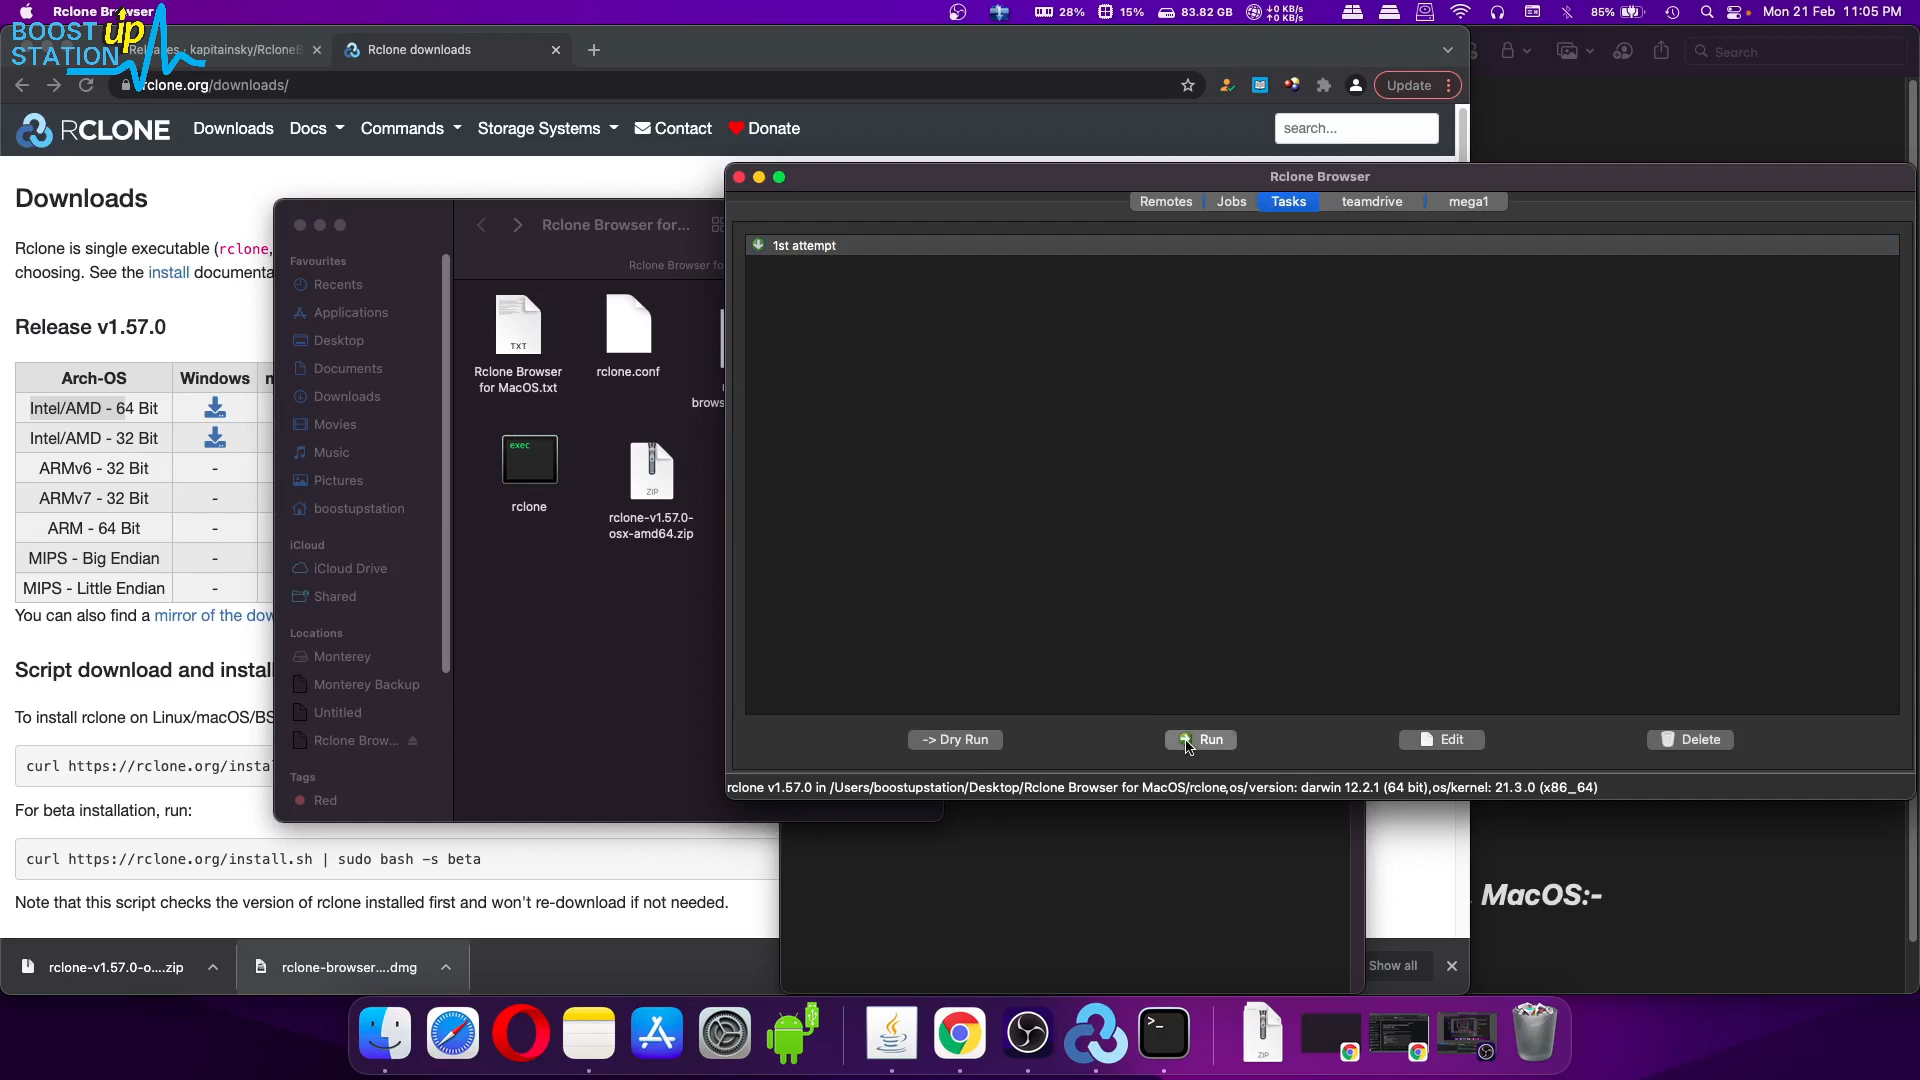 Rclone Browser
28%
15%
83.82 GB
↑0 KB/s
↓0 KB/s
85%
Mon 21 Feb 11:05 PM
BOOST up
STATION
Releases · kapitainsky/RcloneB
Rclone downloads
rclone.org/downloads/
Update
Search
RCLONE
Downloads
Docs
Commands
Storage Systems
Contact
Donate
search...
Downloads
Rclone is single executable (rclone,
choosing. See the install documenta
Release v1.57.0
Arch-OS
Windows
Intel/AMD - 64 Bit
Intel/AMD - 32 Bit
ARMv6 - 32 Bit
-
ARMv7 - 32 Bit
-
ARM - 64 Bit
-
MIPS - Big Endian
-
MIPS - Little Endian
-
You can also find a mirror of the dow
Script download and instal
To install rclone on Linux/macOS/BS
curl https://rclone.org/insta
For beta installation, run:
curl https://rclone.org/install.sh | sudo bash -s beta
Note that this script checks the version of rclone installed first and won't re-download if not needed.
Rclone Browser for...
Rclone Browser fo
Favourites
Recents
Applications
Desktop
Documents
Downloads
Movies
Music
Pictures
boostupstation
iCloud
iCloud Drive
Shared
Locations
Monterey
Monterey Backup
Untitled
Rclone Brow...
Tags
Red
TXT
Rclone Browser
for MacOS.txt
rclone.conf
brows
exec
rclone
ZIP
rclone-v1.57.0-
osx-amd64.zip
Rclone Browser
Remotes
Jobs
Tasks
teamdrive
mega1
1st attempt
-> Dry Run
Run
Edit
Delete
rclone v1.57.0 in /Users/boostupstation/Desktop/Rclone Browser for MacOS/rclone,os/version: darwin 12.2.1 (64 bit),os/kernel: 21.3.0 (x86_64)
MacOS:-
rclone-v1.57.0-o....zip
rclone-browser....dmg
Show all
>_
ZIP